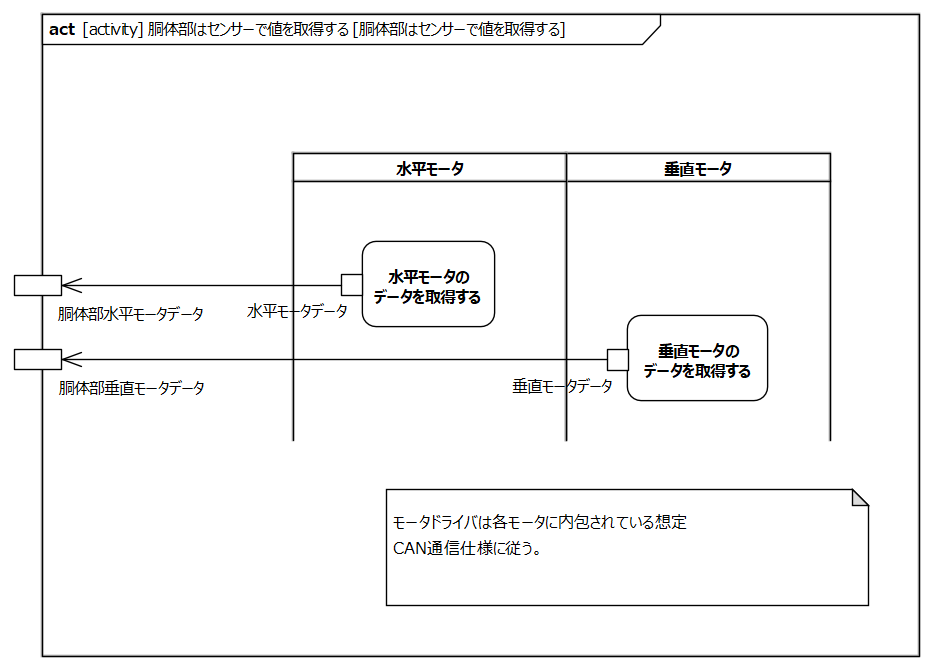 act [activity] 胴体部はセンサーで値を取得する [胴体部はセンサーで値を取得する]
水平モータ
垂直モータ
水平モータの
データを取得する
胴体部水平モータデータ
水平モータデータ
垂直モータの
データを取得する
胴体部垂直モータデータ
垂直モータデータ
モータドライバは各モータに内包されている想定
CAN通信仕様に従う。